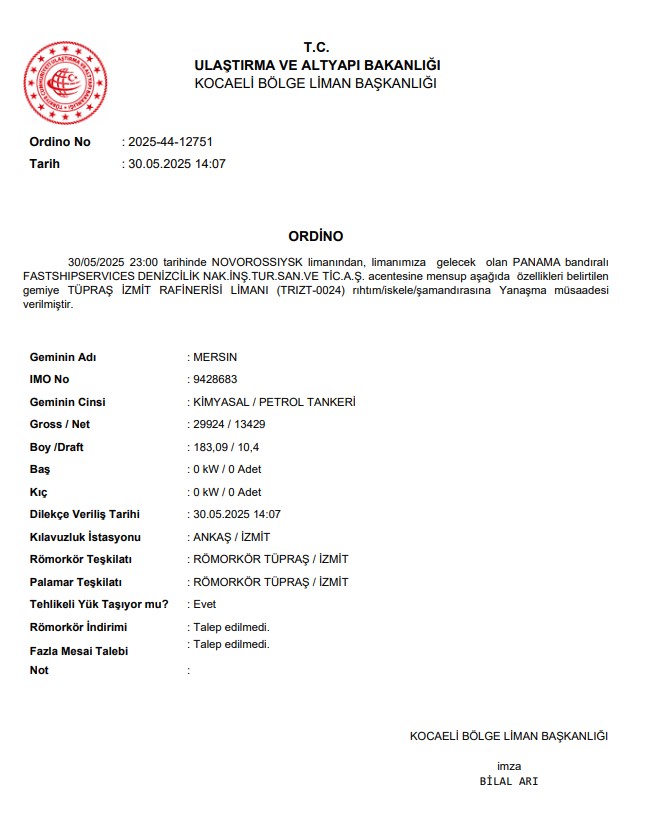 T.C.
ULAŞTIRMA VE ALTYAPI BAKANLIĞI
KOCAELİ BÖLGE LİMAN BAŞKANLIĞI
Ordino No : 2025-44-12751
Tarih : 30.05.2025 14:07
ORDİNO
30/05/2025 23:00 tarihinde NOVOROSSIYSK limanından, limanımıza gelecek olan PANAMA bandıralı
FASTSHIPSERVICES DENİZCİLİK NAK.İNŞ.TUR.SAN.VE TİC.A.Ş. acentesine mensup aşağıda özellikleri belirtilen
gemiye TÜPRAŞ İZMİT RAFİNERİSİ LİMANI (TRIZT-0024) rıhtım/iskele/şamandırasına Yanaşma müsaadesi
verilmiştir.
Geminin Adı : MERSIN
IMO No : 9428683
Geminin Cinsi : KİMYASAL / PETROL TANKERİ
Gross / Net : 29924 / 13429
Boy /Draft : 183,09 / 10,4
Baş : 0 kW / 0 Adet
Kıç : 0 kW / 0 Adet
Dilekçe Veriliş Tarihi : 30.05.2025 14:07
Kılavuzluk İstasyonu : ANKAŞ / İZMİT
Römorkör Teşkilatı : RÖMORKÖR TÜPRAŞ / İZMİT
Palamar Teşkilatı : RÖMORKÖR TÜPRAŞ / İZMİT
Tehlikeli Yük Taşıyor mu? : Evet
Römorkör İndirimi : Talep edilmedi.
Fazla Mesai Talebi : Talep edilmedi.
Not :
KOCAELİ BÖLGE LİMAN BAŞKANLIĞI
imza
BİLAL ARI